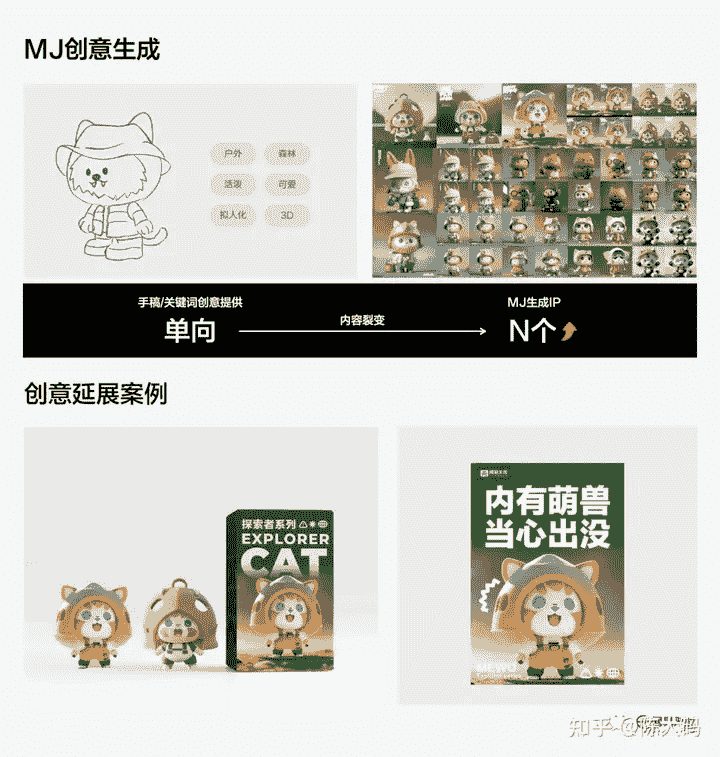 MJ创意生成
户外 森林
活泼 可爱
拟人化 3D
手稿/关键词创意提供
单向
内容裂变
MJ生成IP
N个
创意延展案例
探索者系列
EXPLORER
CAT
内有萌兽
当心出没
知乎